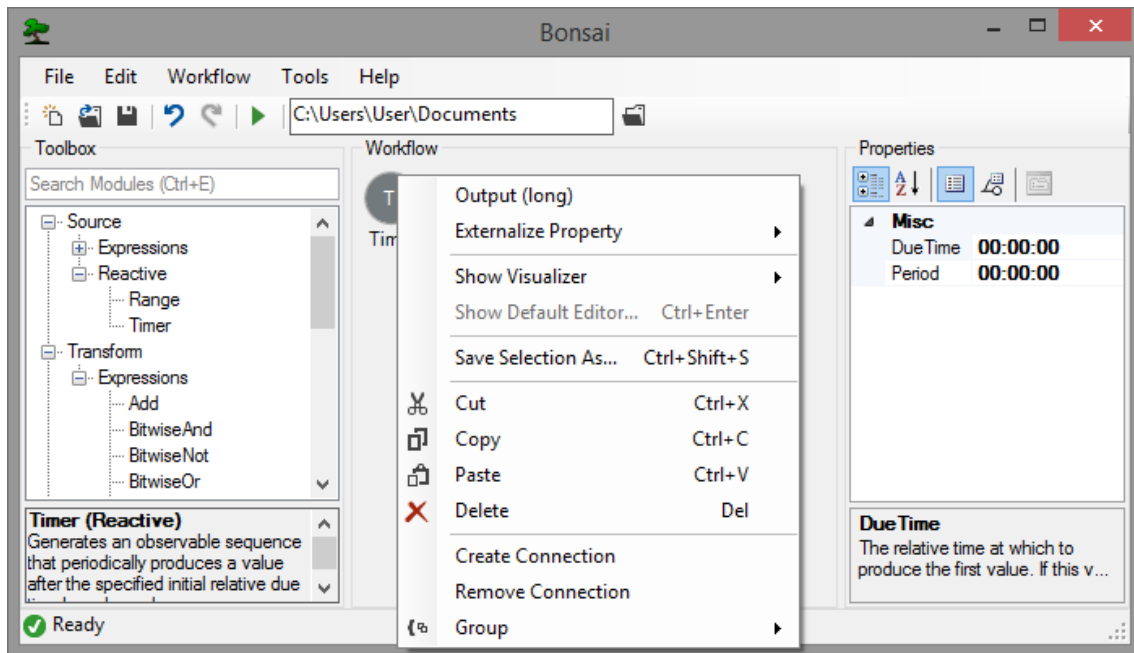 Bonsai
File Edit Workflow Tools Help
C:\Users\User\Documents
Toolbox
Search Modules (Ctrl+E)
Source
Expressions
Reactive
Range
Timer
Transform
Expressions
Add
BitwiseAnd
BitwiseNot
BitwiseOr
Timer (Reactive)
Generates an observable sequence
that periodically produces a value
after the specified initial relative due
Ready
Workflow
T
Tim
Output (long)
Externalize Property
Show Visualizer
Show Default Editor... Ctrl+Enter
Save Selection As... Ctrl+Shift+S
Cut Ctrl+X
Copy Ctrl+C
Paste Ctrl+V
Delete Del
Create Connection
Remove Connection
Group
Properties
Misc
DueTime 00:00:00
Period 00:00:00
DueTime
The relative time at which to
produce the first value. If this v...